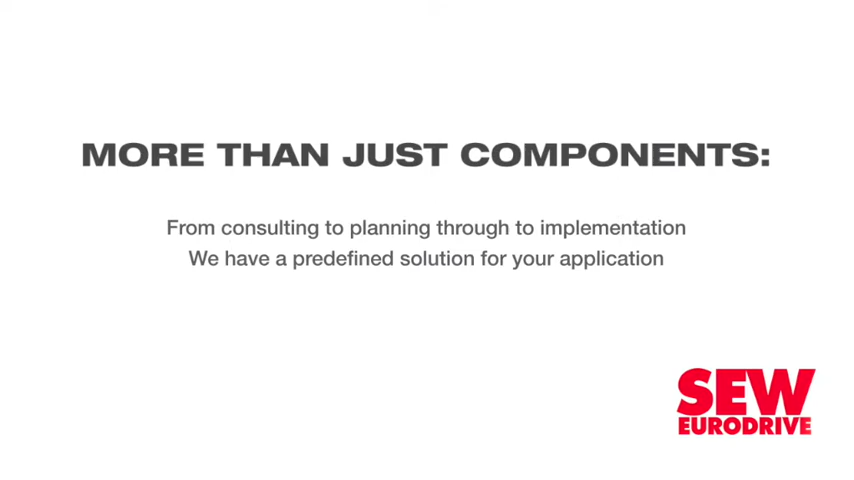 MORE THAN JUST COMPONENTS:
From consulting to planning through to implementation
We have a predefined solution for your application
SEW
EURODRIVE